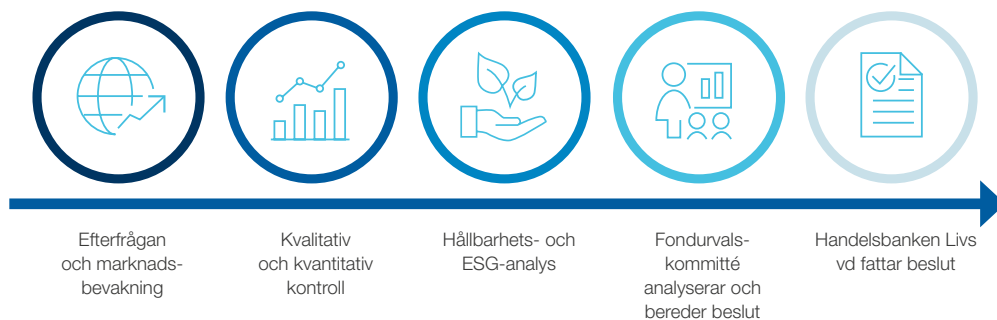 Efterfrågan
och marknads-
bevakning
Kvalitativ
och kvantitativ
kontroll
Hållbarhets- och
ESG-analys
Fondurvals-
kommitté
analyserar och
bereder beslut
Handelsbanken Livs
vd fattar beslut